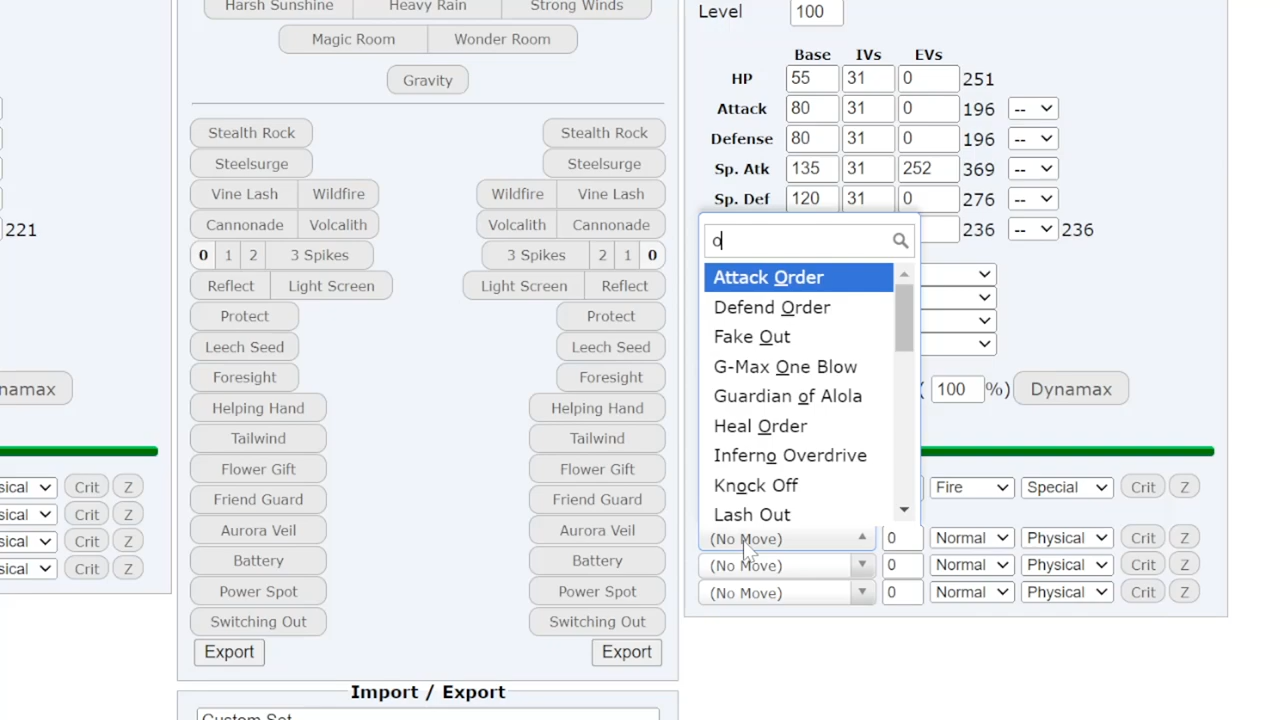 Harsh Sunshine Heavy Rain Strong Winds
Magic Room Wonder Room
Gravity
Stealth Rock Stealth Rock
Steelsurge Steelsurge
Vine Lash Wildfire Wildfire Vine Lash
Cannonade Volcalith Volcalith Cannonade
0 1 2 3 Spikes 3 Spikes 2 1 0
Reflect Light Screen Light Screen Reflect
Protect Protect
Leech Seed Leech Seed
Foresight Foresight
Helping Hand Helping Hand
Tailwind Tailwind
Flower Gift Flower Gift
Friend Guard Friend Guard
Aurora Veil Aurora Veil
Battery Battery
Power Spot Power Spot
Switching Out Switching Out
Export Export
Import / Export
Custom Set
221
namax
sical Crit Z
sical Crit Z
sical Crit Z
sical Crit Z
Level 100
Base IVs EVs
HP 55 31 0 251
Attack 80 31 0 196 --
Defense 80 31 0 196 --
Sp. Atk 135 31 252 369 --
Sp. Def 120 31 0 276 --
236 -- 236
o
Attack Order
Defend Order
Fake Out
G-Max One Blow
Guardian of Alola
Heal Order
Inferno Overdrive
Knock Off
Lash Out
( 100 %) Dynamax
Fire Special Crit Z
(No Move) 0 Normal Physical Crit Z
(No Move) 0 Normal Physical Crit Z
(No Move) 0 Normal Physical Crit Z